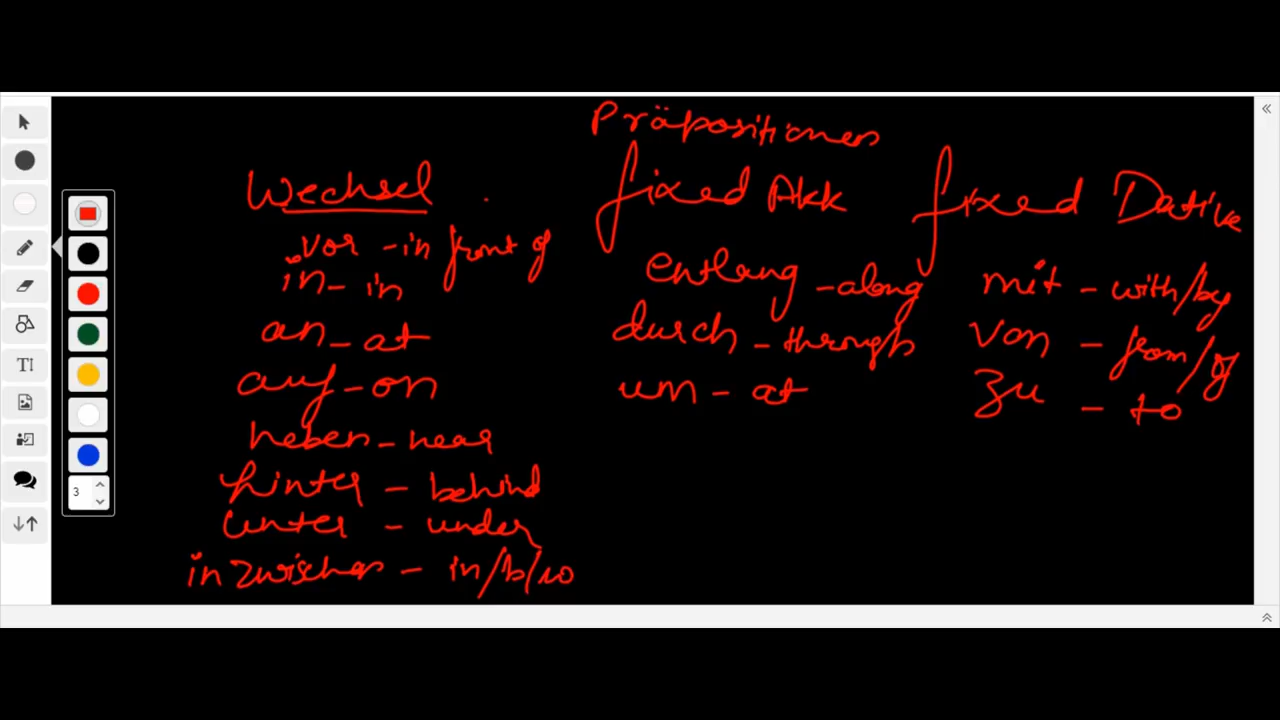 Präpositionen
Wechsel
vor - in front of
in - in
an - at
auf - on
neben - near
hinter - behind
unter - under
inzwischen - in/b/w
fixed Akk
entlang - along
durch - through
um - at
fixed Dative
mit - with/by
von - from/of
zu - to
3